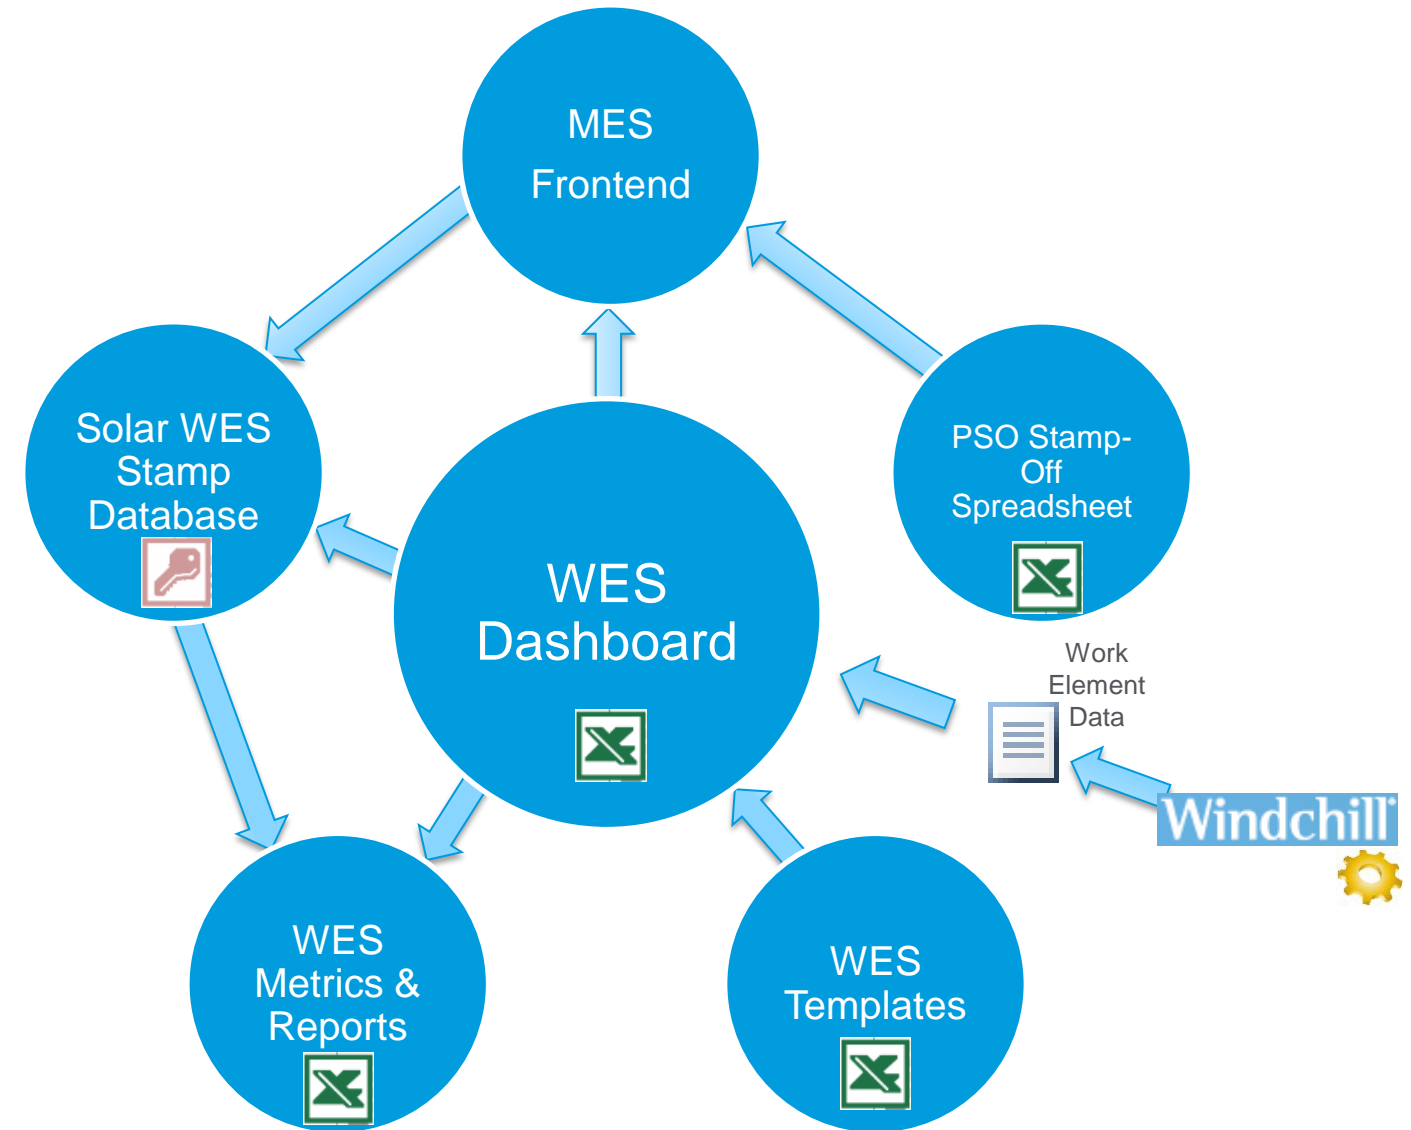 MES
Frontend
Solar WES
Stamp
Database
PSO Stamp-
Off
Spreadsheet
WES
Dashboard
Work
Element
Data
Windchill
WES
Metrics &
Reports
WES
Templates